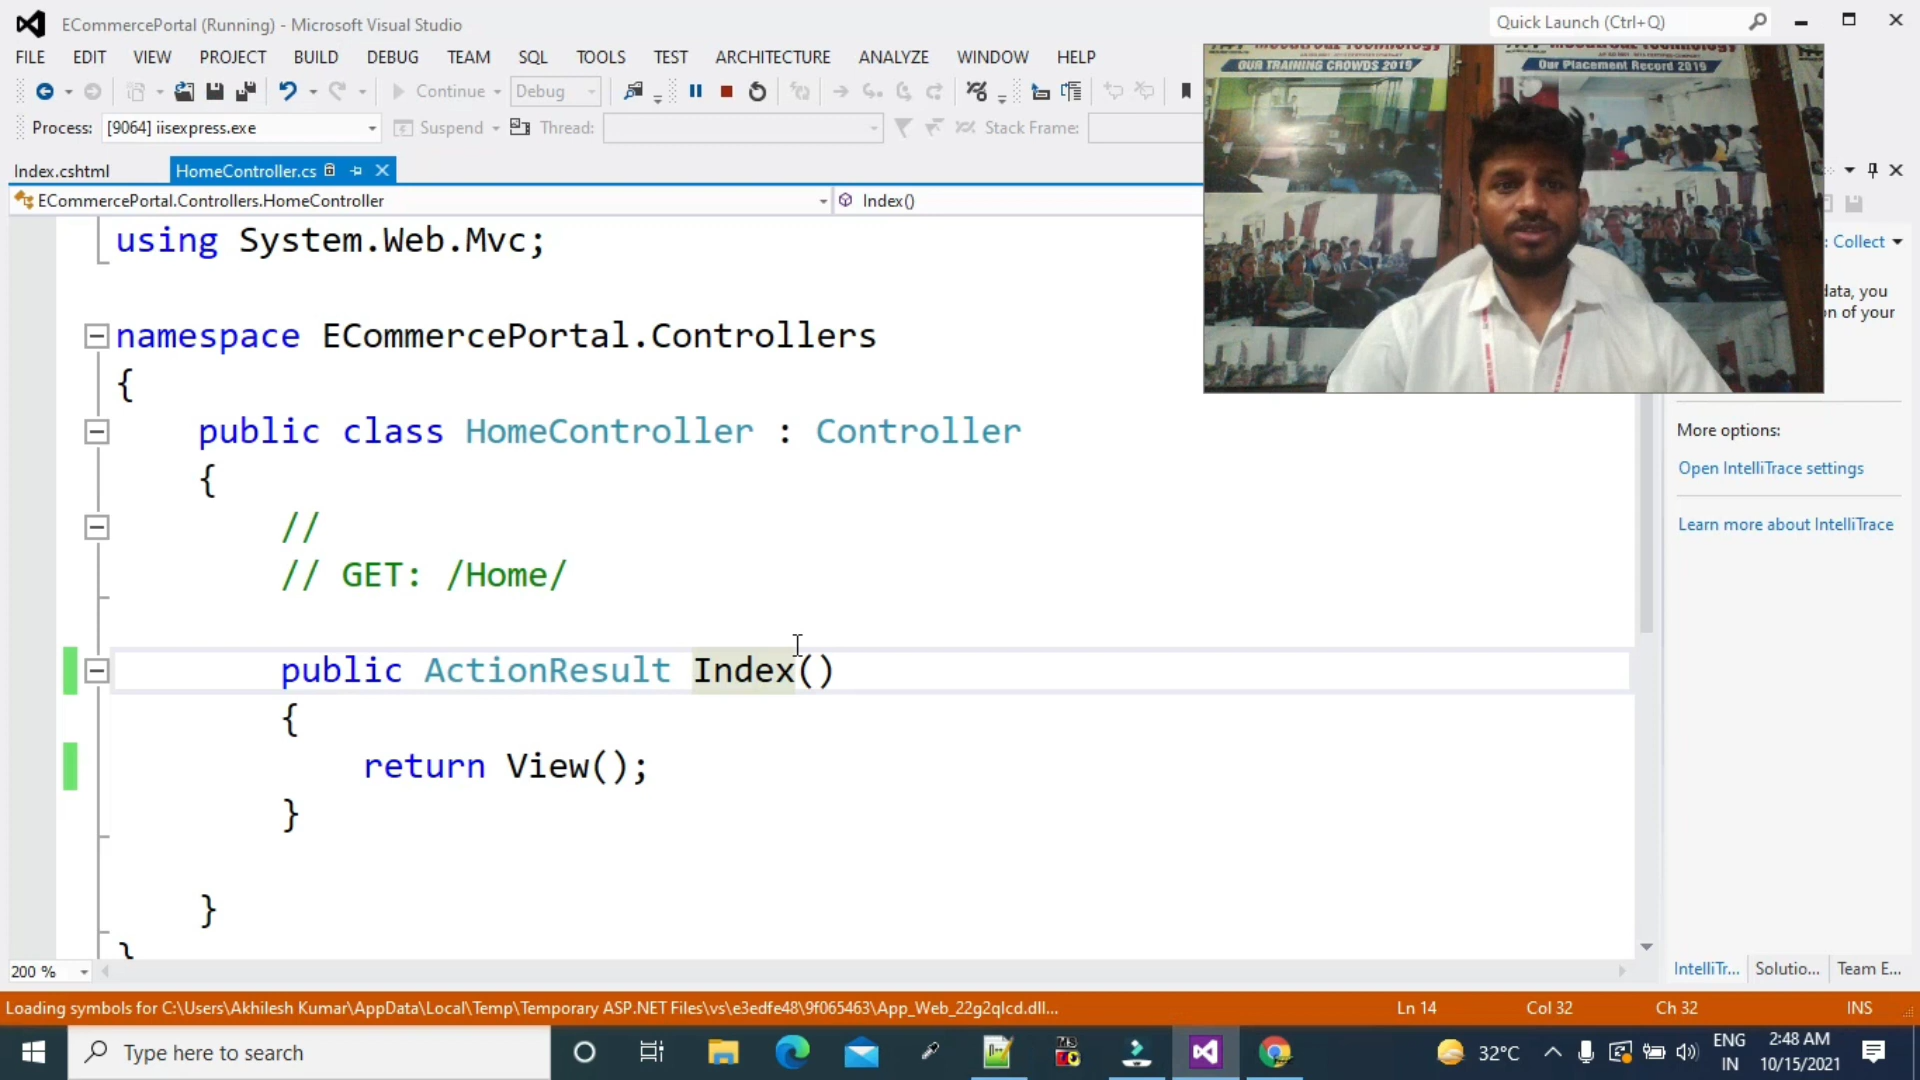 ECommercePortal (Running) - Microsoft Visual Studio
Quick Launch (Ctrl+Q)
FILE EDIT VIEW PROJECT BUILD DEBUG TEAM SQL TOOLS TEST ARCHITECTURE ANALYZE WINDOW HELP
OUR TRAINING CROWDS 2019
Our Placement Record 2019
Continue
Debug
Process: [9064] iisexpress.exe
Suspend
Thread:
Stack Frame:
Index.cshtml
HomeController.cs
ECommercePortal.Controllers.HomeController
Index()
using System.Web.Mvc;
namespace ECommercePortal.Controllers
{
public class HomeController : Controller
{
//
// GET: /Home/
public ActionResult Index()
{
return View();
}
}
}
: Collect
data, you
n of your
More options:
Open IntelliTrace settings
Learn more about IntelliTrace
200 %
IntelliTr... Solutio... Team E...
Loading symbols for C:\Users\Akhilesh Kumar\AppData\Local\Temp\Temporary ASP.NET Files\vs\e3edfe48\9f065463\App_Web_22g2qlcd.dll...
Ln 14 Col 32 Ch 32 INS
Type here to search
32°C
ENG
IN
2:48 AM
10/15/2021